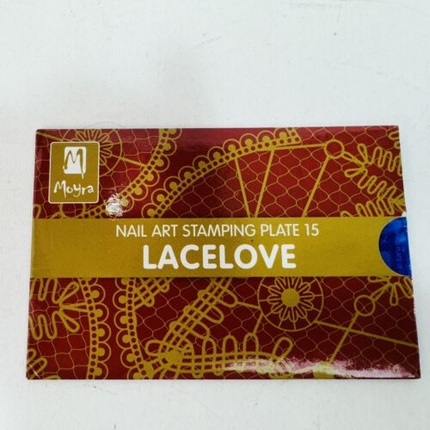 M
Moyra
NAIL ART STAMPING PLATE 15
LACELOVE